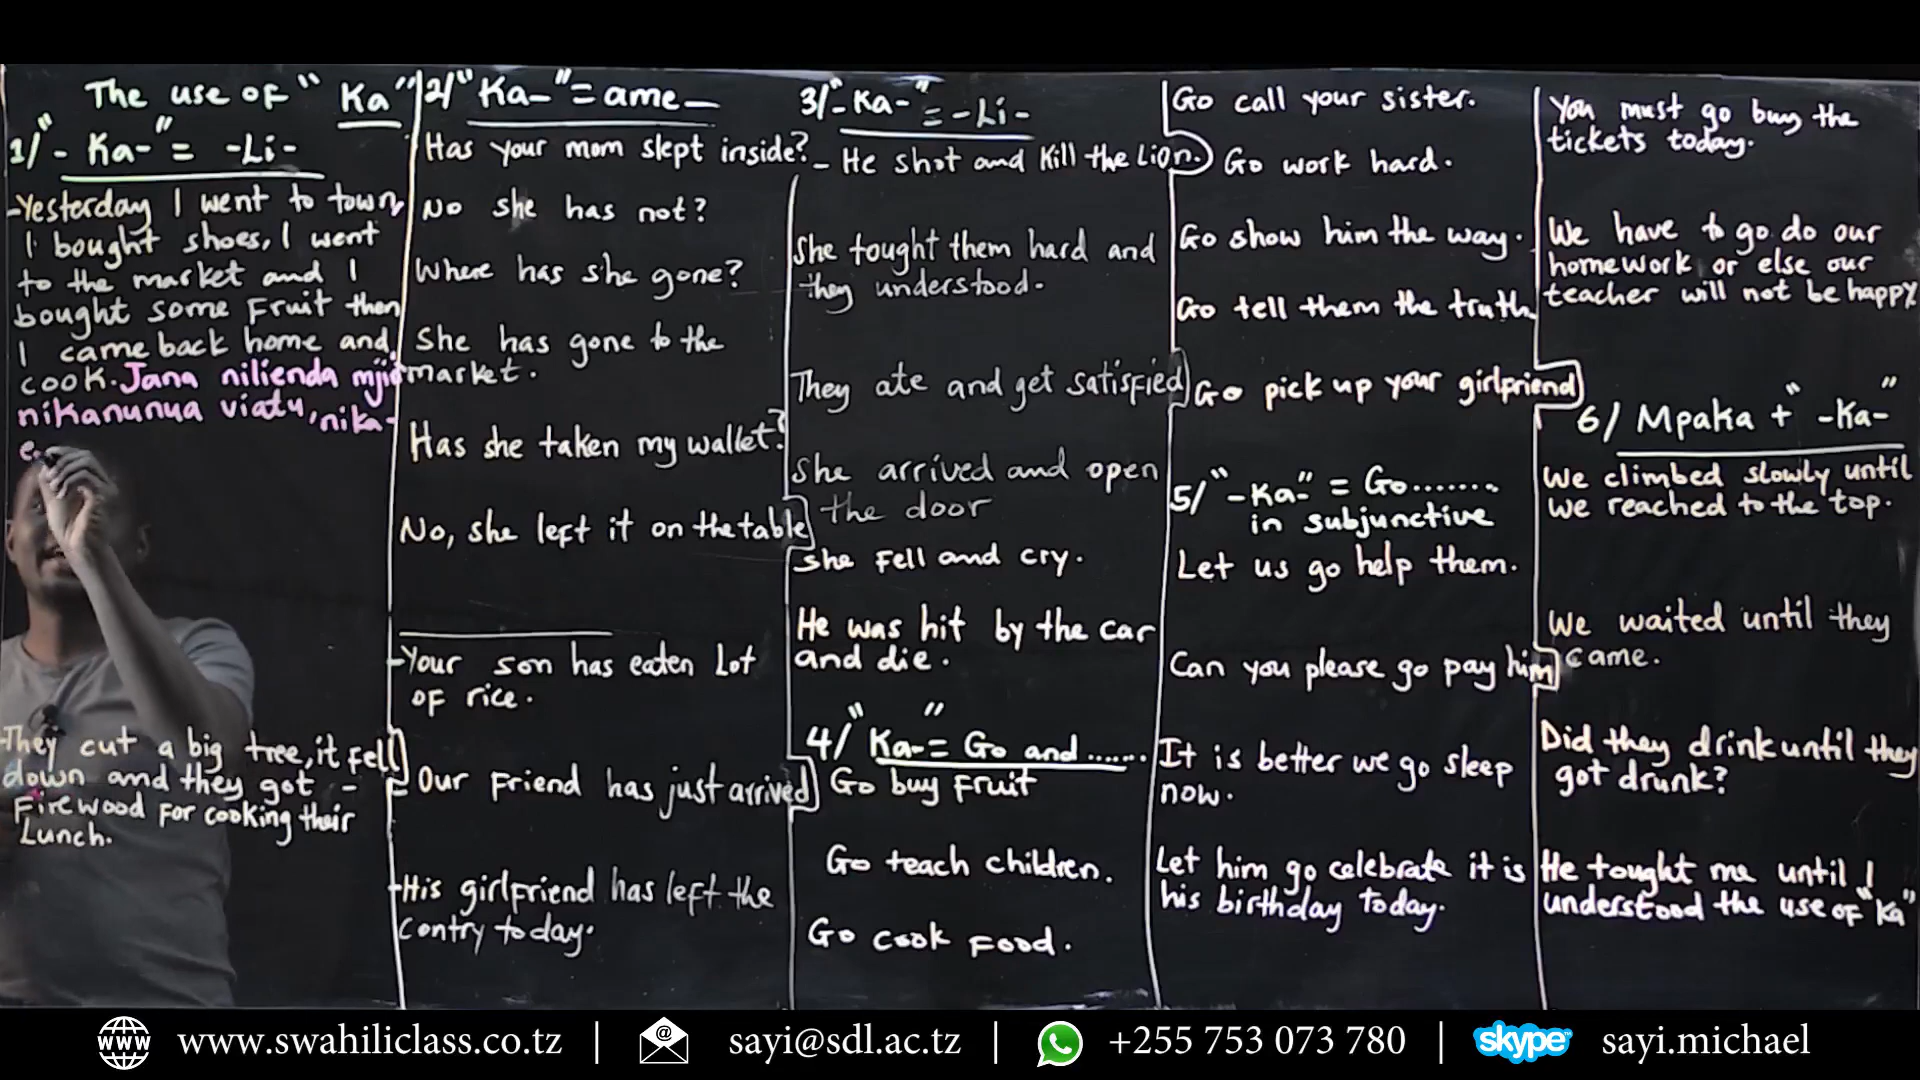 The use of "Ka"
1/ "-Ka-" = -Li-
-Yesterday I went to town,
I bought shoes, I went
to the market and I
bought some Fruit then
I came back home and
cook. Jana nilienda mjio
nikanunua viatu, nika-
e
-They cut a big tree, it fell
down and they got -
Firewood for cooking their
Lunch.
2/ "Ka-" = ame-
Has your mom slept inside?
No she has not?
Where has she gone?
She has gone to the
market.
Has she taken my wallet?
No, she left it on the table
-Your son has eaten Lot
of rice.
- Our Friend has just arrived
-His girlfriend has left the
contry today.
3/ "-Ka-" = -Li-
- He shot and Kill the Lion.
She tought them hard and
they understood.
They ate and get satisfied
She arrived and open
the door
she fell and cry.
He was hit by the car
and die.
4/ "Ka-" = Go and ......
Go buy fruit
Go teach children.
Go cook Food.
Go call your sister.
Go work hard.
Go show him the way.
Go tell them the truth.
Go pick up your girlfriend
5/ "-Ka-" = Go........
in subjunctive
Let us go help them.
Can you please go pay him
It is better we go sleep
now.
Let him go celebrate it is
his birthday today.
You must go buy the
tickets today.
We have to go do our
homework or else our
teacher will not be happy
6/ Mpaka + "-Ka-"
We climbed slowly until
we reached to the top.
We waited until they
came.
Did they drink until they
got drunk?
He tought me until I
understood the use of "Ka"
www.swahiliclass.co.tz | sayi@sdl.ac.tz | +255 753 073 780 | skype sayi.michael